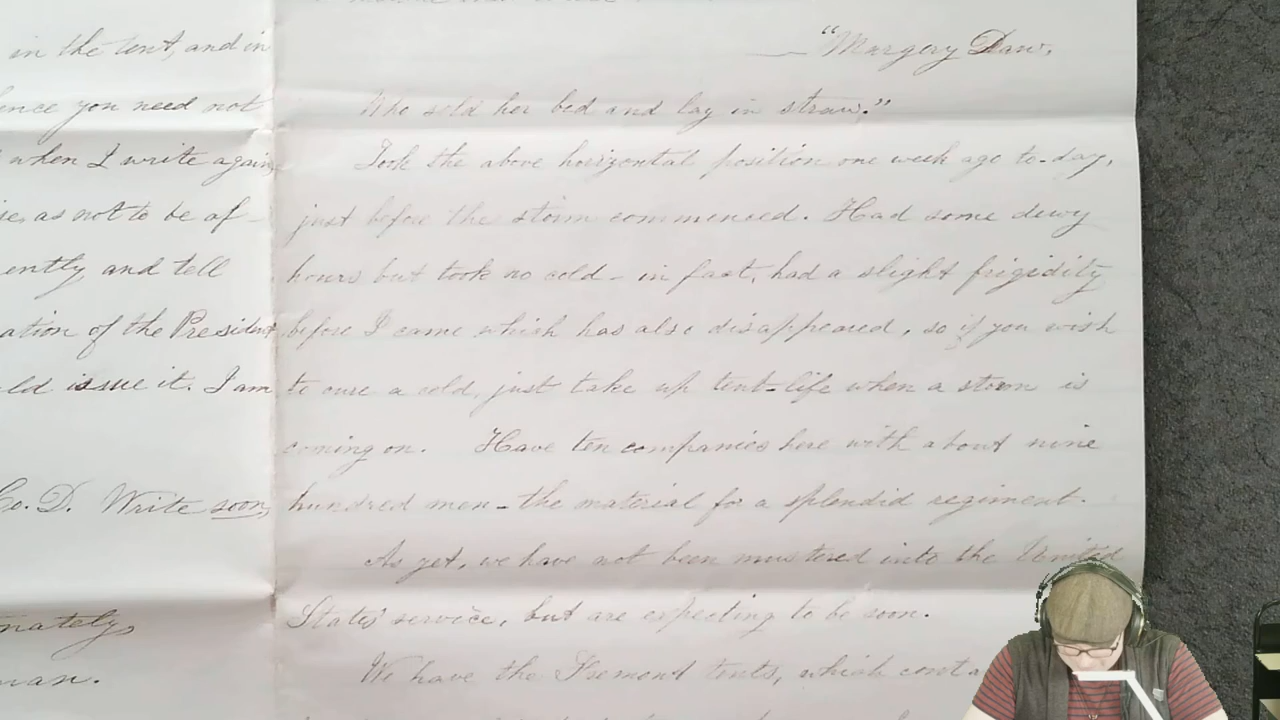 in the tent, and in
you need not
when I write again,
as not to be af-
ently and tell
ation of the President
ld issue it. I am
Co. D. Write soon,
nately,
man.
"Margery Daw,
Who sold her bed and lay in straw."
Took the above horizontal position one week ago to-day,
just before the storm commenced. Had some dewy
hours but took no cold - in fact, had a slight frigidity
before I came which has also disappeared, so if you wish
to cure a cold, just take up tent-life when a storm is
coming on. Have ten companies here with about nine
hundred men - the material for a splendid regiment.
As yet, we have not been mustered into the United
States' service, but are expecting to be soon.
We have the Fremont tents, which